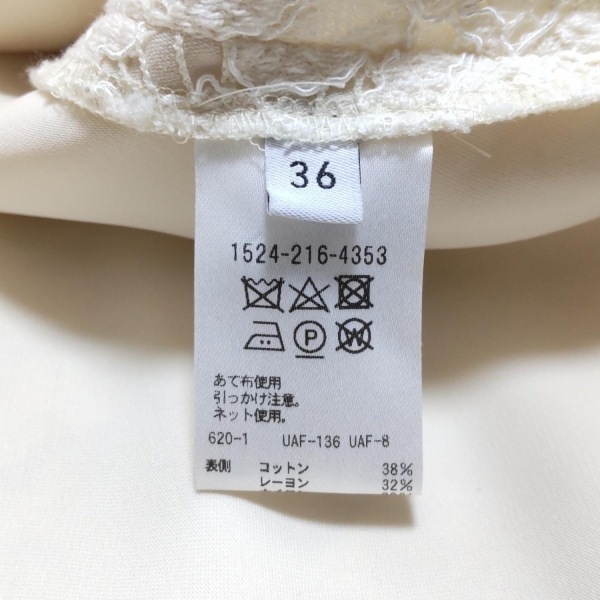 36
1524-216-4353
P W
あて布使用
引っかけ注意。
ネット使用。
620-1 UAF-136 UAF-8
表側 コットン 38%
レーヨン 32%